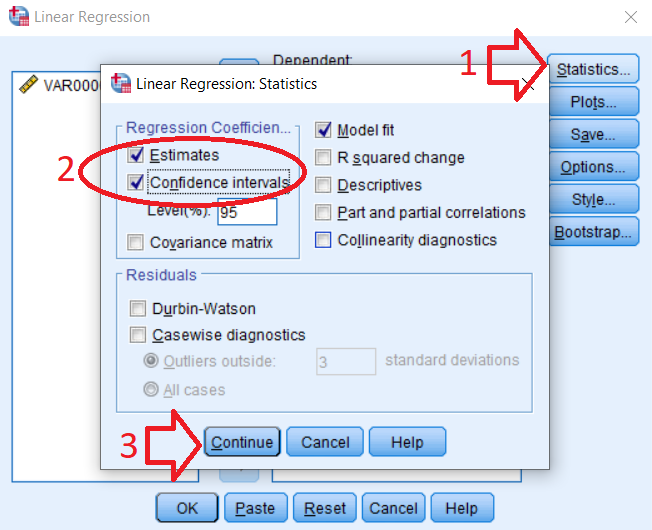 Linear Regression
Dependent:
1
Statistics...
VAR0000
Linear Regression: Statistics
Plots...
Save...
Options...
Style...
Bootstrap...
Regression Coefficien...
2
Estimates
Confidence intervals
Level(%): 95
Covariance matrix
Model fit
R squared change
Descriptives
Part and partial correlations
Collinearity diagnostics
Residuals
Durbin-Watson
Casewise diagnostics
Outliers outside: 3 standard deviations
All cases
3
Continue Cancel Help
OK Paste Reset Cancel Help